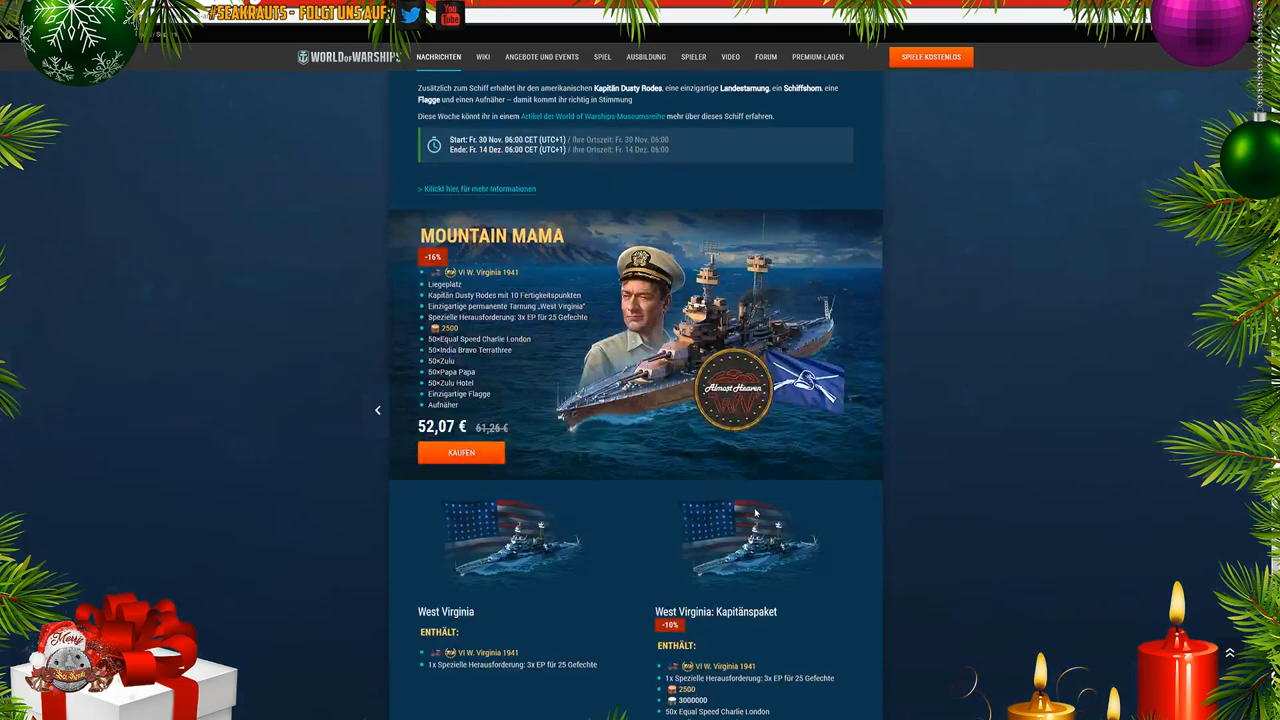 #SEAKRAUTS - FOLGT UNS AUF:
You
Tube
WORLD OF WARSHIPS
NACHRICHTEN
WIKI
ANGEBOTE UND EVENTS
SPIEL
AUSBILDUNG
SPIELER
VIDEO
FORUM
PREMIUM-LADEN
SPIELE KOSTENLOS
Zusätzlich zum Schiff erhaltet ihr den amerikanischen Kapitän Dusty Rodes, eine einzigartige Landestarnung, ein Schiffshorn, eine
Flagge und einen Aufnäher – damit kommt ihr richtig in Stimmung
Diese Woche könnt ihr in einem Artikel der World of Warships-Museumsreihe mehr über dieses Schiff erfahren.
Start: Fr. 30 Nov. 06:00 CET (UTC+1) / Ihre Ortszeit: Fr. 30 Nov. 06:00
Ende: Fr. 14 Dez. 06:00 CET (UTC+1) / Ihre Ortszeit: Fr. 14 Dez. 06:00
> Klickt hier, für mehr Informationen
MOUNTAIN MAMA
-16%
VI W. Virginia 1941
Liegeplatz
Kapitän Dusty Rodes mit 10 Fertigkeitspunkten
Einzigartige permanente Tarnung „West Virginia“
Spezielle Herausforderung: 3x EP für 25 Gefechte
2500
50×Equal Speed Charlie London
50×India Bravo Terrathree
50×Zulu
50×Papa Papa
50×Zulu Hotel
Einzigartige Flagge
Aufnäher
Almost Heaven
WV
52,07 € 61,26 €
KAUFEN
West Virginia
ENTHÄLT:
VI W. Virginia 1941
1x Spezielle Herausforderung: 3x EP für 25 Gefechte
West Virginia: Kapitänspaket
-10%
ENTHÄLT:
VI W. Virginia 1941
1x Spezielle Herausforderung: 3x EP für 25 Gefechte
2500
3000000
50x Equal Speed Charlie London
Merry